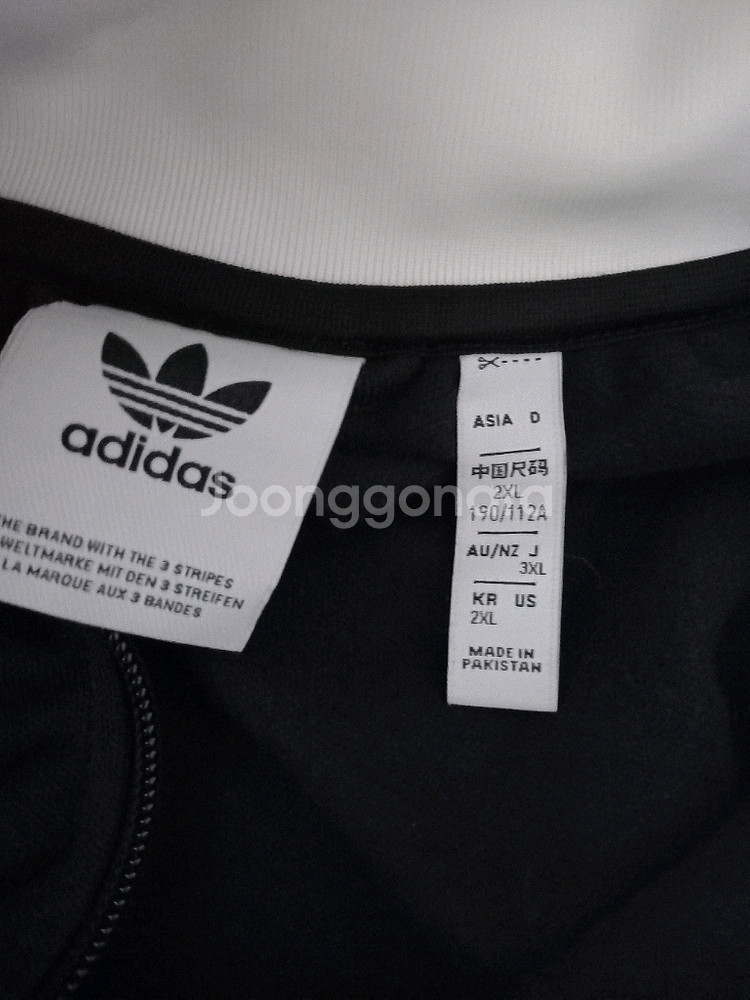 adidas
THE BRAND WITH THE 3 STRIPES
WELTMARKE MIT DEN 3 STREIFEN
LA MARQUE AUX 3 BANDES
Joonggonara
ASIA D
中国尺码
2XL
190/112A
AU/NZ J
3XL
KR US
2XL
MADE IN
PAKISTAN